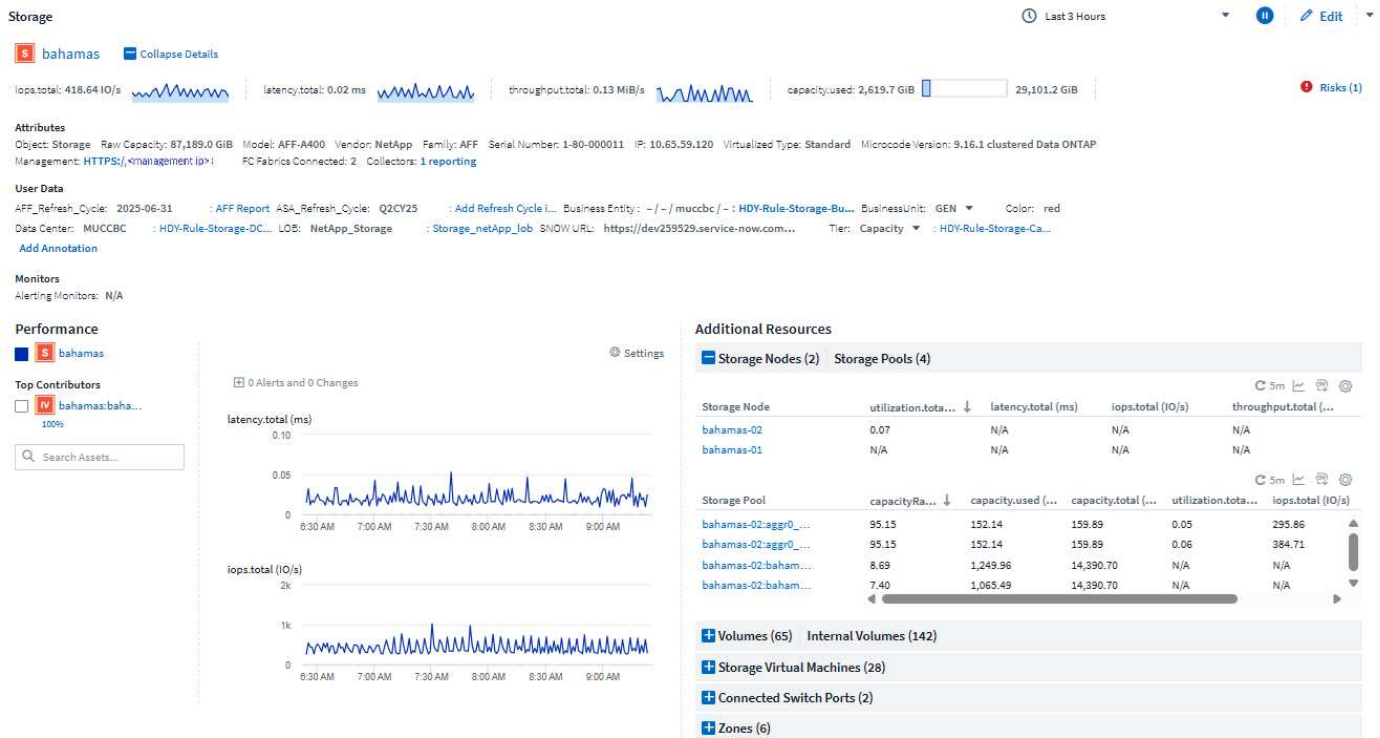 Storage
Last 3 Hours
Edit
S bahamas Collapse Details
iops.total: 418.64 IO/s
latency.total: 0.02 ms
throughput.total: 0.13 MiB/s
capacity.used: 2,619.7 GiB 29,101.2 GiB
Risks (1)
Attributes
Object: Storage Raw Capacity: 87,189.0 GiB Model: AFF-A400 Vendor: NetApp Family: AFF Serial Number: 1-80-000011 IP: 10.65.59.120 Virtualized Type: Standard Microcode Version: 9.16.1 clustered Data ONTAP
Management: HTTPS:/,<management ip>: FC Fabrics Connected: 2 Collectors: 1 reporting
User Data
AFF_Refresh_Cycle: 2025-06-31 : AFF Report ASA_Refresh_Cycle: Q2CY25 : Add Refresh Cycle i... Business Entity : – / – / muccbc / – : HDY-Rule-Storage-Bu... BusinessUnit: GEN Color: red
Data Center: MUCCBC : HDY-Rule-Storage-DC... LOB: NetApp_Storage : Storage_netApp_lob SNOW URL: https://dev259529.service-now.com... Tier: Capacity : HDY-Rule-Storage-Ca...
Add Annotation
Monitors
Alerting Monitors: N/A
Performance
S bahamas
Top Contributors
IV bahamas:baha...
100%
Search Assets...
Settings
0 Alerts and 0 Changes
latency.total (ms)
0.10
0.05
0
6:30 AM 7:00 AM 7:30 AM 8:00 AM 8:30 AM 9:00 AM
iops.total (IO/s)
2k
1k
0
6:30 AM 7:00 AM 7:30 AM 8:00 AM 8:30 AM 9:00 AM
Additional Resources
Storage Nodes (2) Storage Pools (4)
5m
Storage Node utilization.tota... latency.total (ms) iops.total (IO/s) throughput.total (...
bahamas-02 0.07 N/A N/A N/A
bahamas-01 N/A N/A N/A N/A
5m
Storage Pool capacityRa... capacity.used (... capacity.total (... utilization.tota... iops.total (IO/s)
bahamas-02:aggr0_... 95.15 152.14 159.89 0.05 295.86
bahamas-02:aggr0_... 95.15 152.14 159.89 0.06 384.71
bahamas-02:baham... 8.69 1,249.96 14,390.70 N/A N/A
bahamas-02:baham... 7.40 1,065.49 14,390.70 N/A N/A
Volumes (65) Internal Volumes (142)
Storage Virtual Machines (28)
Connected Switch Ports (2)
Zones (6)